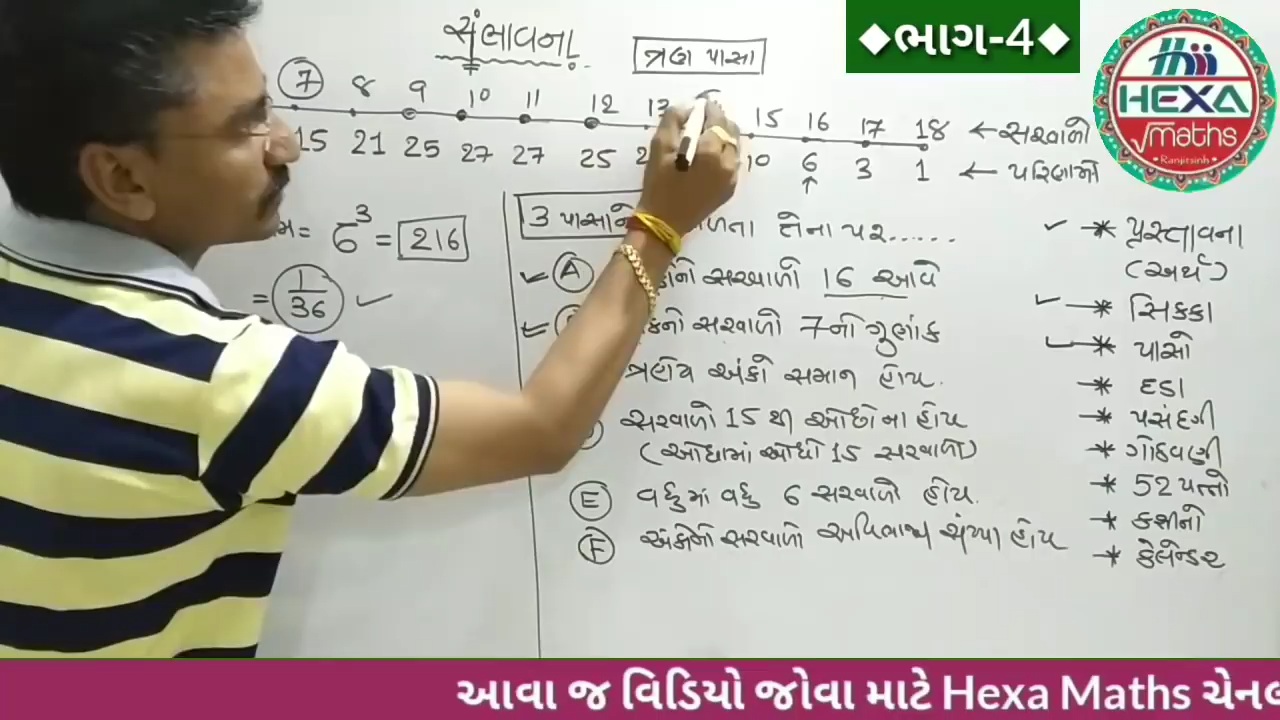 ◆ભાગ-4◆
HEXA
Maths
Ranjitsinh
સંભાવના
ત્રણ પાસા
7 8 9 10 11 12 13 15 16 17 18 ← સરવાળો
15 21 25 27 27 25 10 6 3 1 ← પરિણામો
= 6³ = 216
= 1/36 ✓
3 પાસાને તેના પર......
A સરવાળો 16 આવે
સરવાળો 7નો ગુણાંક
ત્રણેય અંકો સમાન હોય.
સરવાળો 15 થી ઓછો ના હોય
(ઓછામાં ઓછો 15 સરવાળો)
E વધુમાં વધુ 6 સરવાળો હોય.
F અંકોનો સરવાળો અવિભાજ્ય સંખ્યા હોય
✓ * પ્રસ્તાવના
(અર્થ)
✓ * સિક્કા
✓ * પાસો
* દડા
* પસંદગી
* ગોઠવણી
* 52 પત્તો
* કેલેન્ડર
આવા જ વિડિયો જોવા માટે Hexa Maths ચેનલ